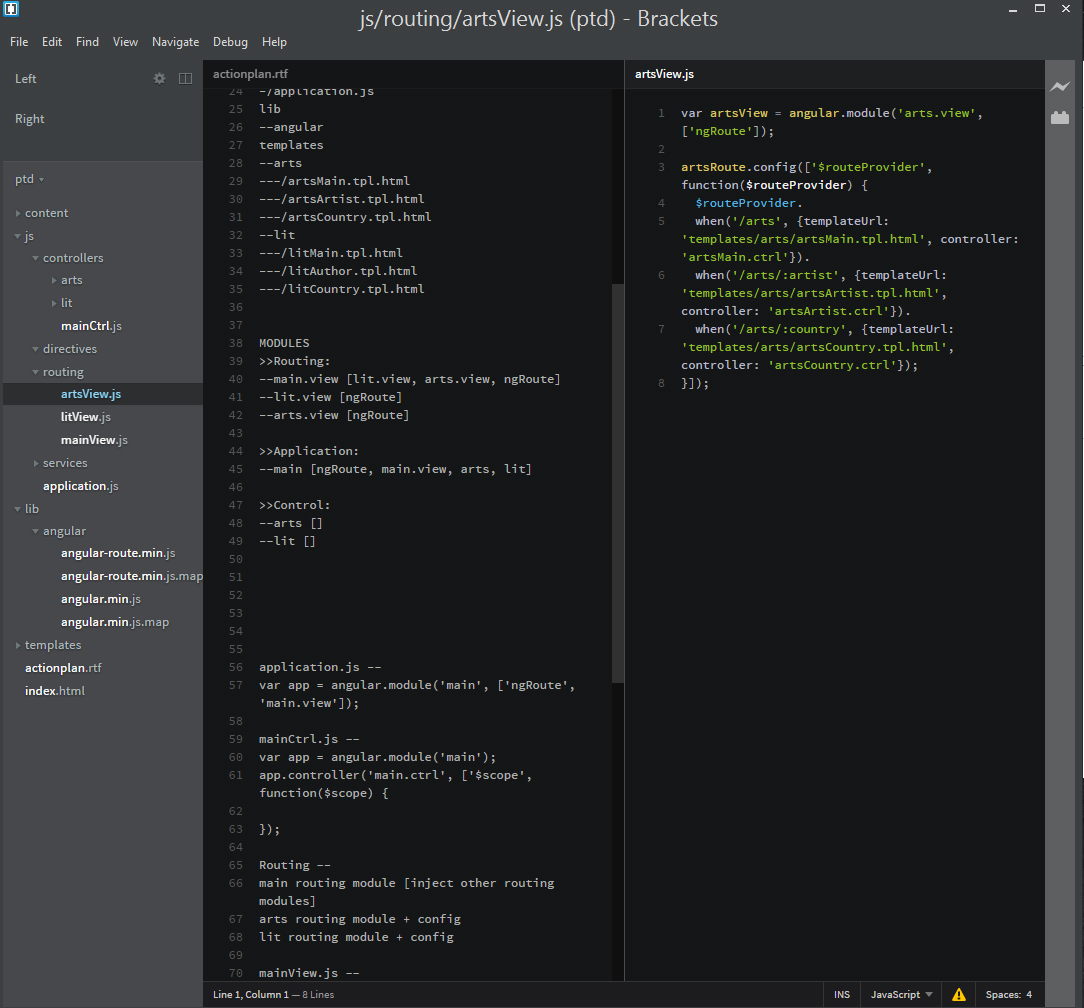 js/routing/artsView.js (ptd) - Brackets
File Edit Find View Navigate Debug Help
Left
Right
ptd
content
js
controllers
arts
lit
mainCtrl.js
directives
routing
artsView.js
litView.js
mainView.js
services
application.js
lib
angular
angular-route.min.js
angular-route.min.js.map
angular.min.js
angular.min.js.map
templates
actionplan.rtf
index.html
actionplan.rtf
24 -/application.js
25 lib
26 --angular
27 templates
28 --arts
29 ---/artsMain.tpl.html
30 ---/artsArtist.tpl.html
31 ---/artsCountry.tpl.html
32 --lit
33 ---/litMain.tpl.html
34 ---/litAuthor.tpl.html
35 ---/litCountry.tpl.html
36
37
38 MODULES
39 >>Routing:
40 --main.view [lit.view, arts.view, ngRoute]
41 --lit.view [ngRoute]
42 --arts.view [ngRoute]
43
44 >>Application:
45 --main [ngRoute, main.view, arts, lit]
46
47 >>Control:
48 --arts []
49 --lit []
50
51
52
53
54
55
56 application.js --
57 var app = angular.module('main', ['ngRoute',
'main.view']);
58
59 mainCtrl.js --
60 var app = angular.module('main');
61 app.controller('main.ctrl', ['$scope',
function($scope) {
62
63 });
64
65 Routing --
66 main routing module [inject other routing
modules]
67 arts routing module + config
68 lit routing module + config
69
70 mainView.js --
artsView.js
1 var artsView = angular.module('arts.view',
['ngRoute']);
2
3 artsRoute.config(['$routeProvider',
function($routeProvider) {
4 $routeProvider.
5 when('/arts', {templateUrl:
'templates/arts/artsMain.tpl.html', controller:
'artsMain.ctrl'}).
6 when('/arts/:artist', {templateUrl:
'templates/arts/artsArtist.tpl.html',
controller: 'artsArtist.ctrl'}).
7 when('/arts/:country', {templateUrl:
'templates/arts/artsCountry.tpl.html',
controller: 'artsCountry.ctrl'});
8 }]);
Line 1, Column 1 — 8 Lines
INS JavaScript Spaces: 4